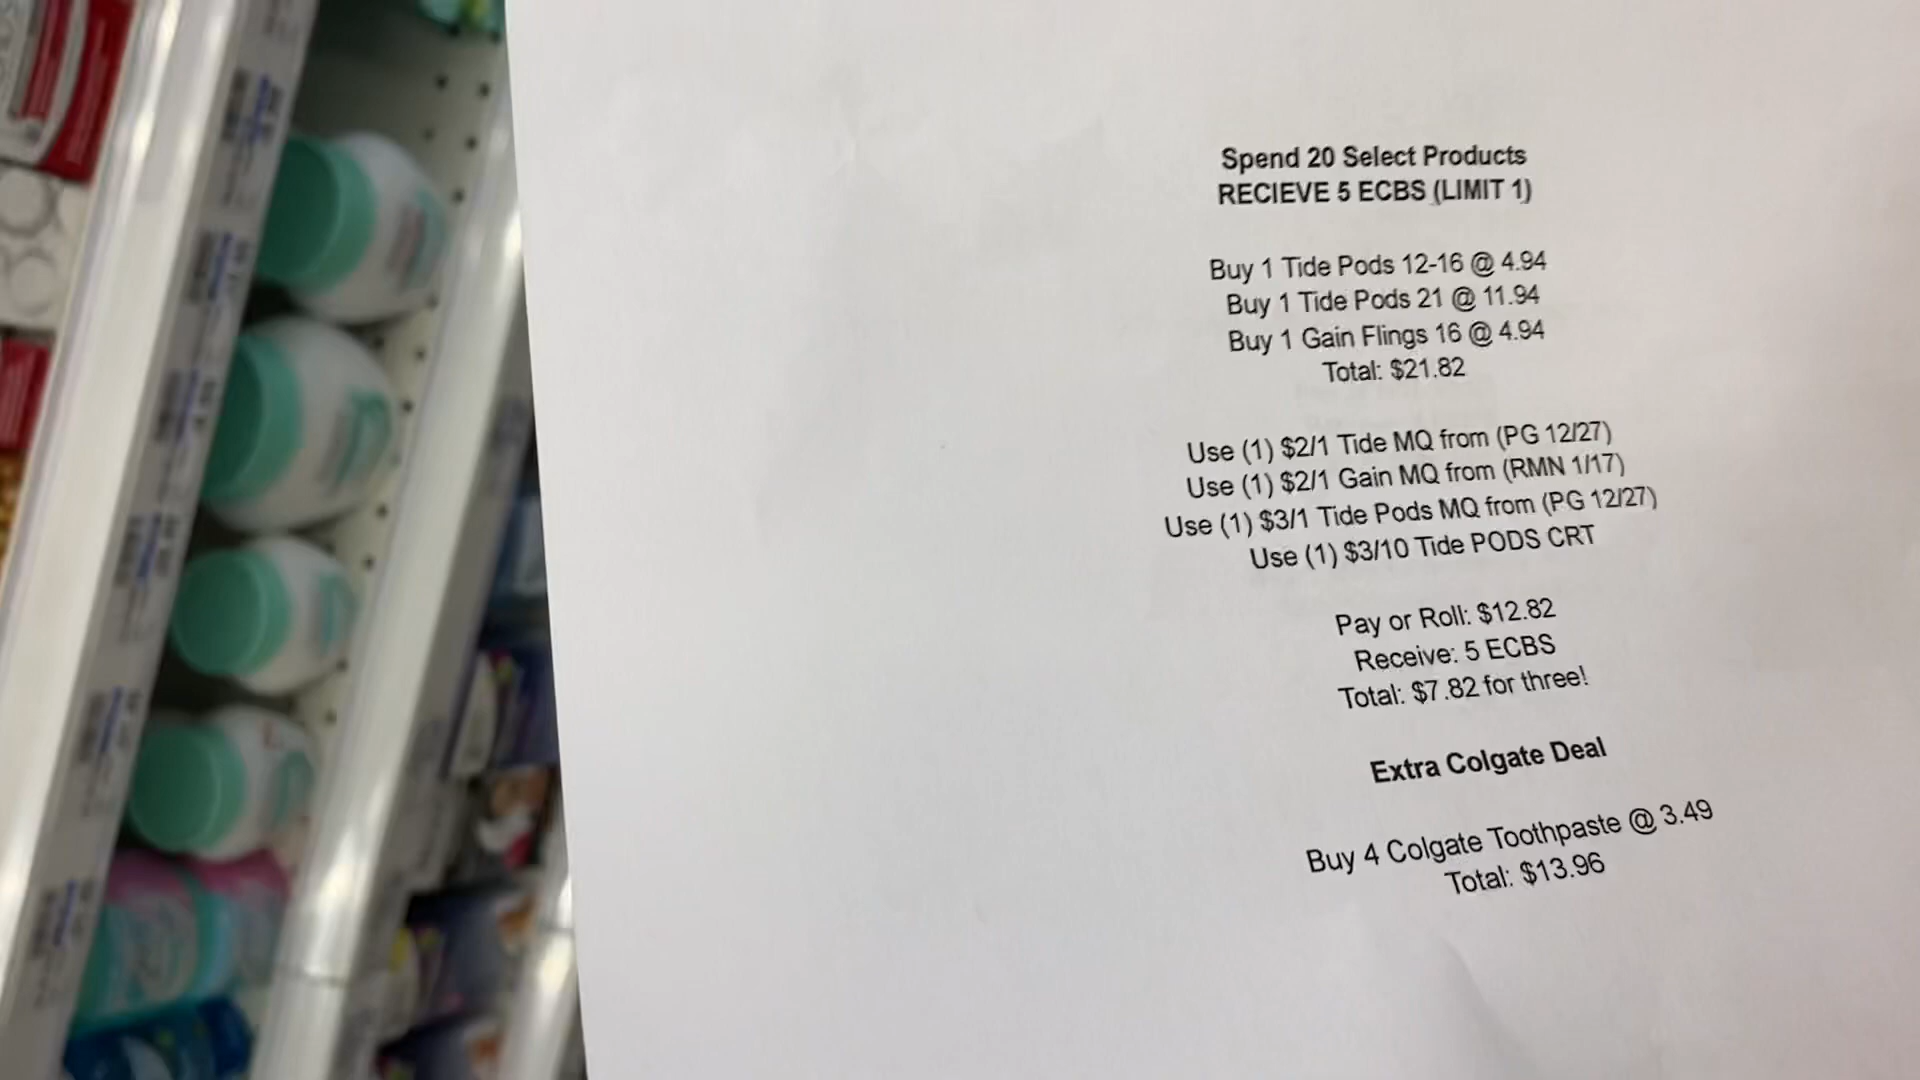 Spend 20 Select Products
RECIEVE 5 ECBS (LIMIT 1)
Buy 1 Tide Pods 12-16 @ 4.94
Buy 1 Tide Pods 21 @ 11.94
Buy 1 Gain Flings 16 @ 4.94
Total: $21.82
Use (1) $2/1 Tide MQ from (PG 12/27)
Use (1) $2/1 Gain MQ from (RMN 1/17)
Use (1) $3/1 Tide Pods MQ from (PG 12/27)
Use (1) $3/10 Tide PODS CRT
Pay or Roll: $12.82
Receive: 5 ECBS
Total: $7.82 for three!
Extra Colgate Deal
Buy 4 Colgate Toothpaste @ 3.49
Total: $13.96